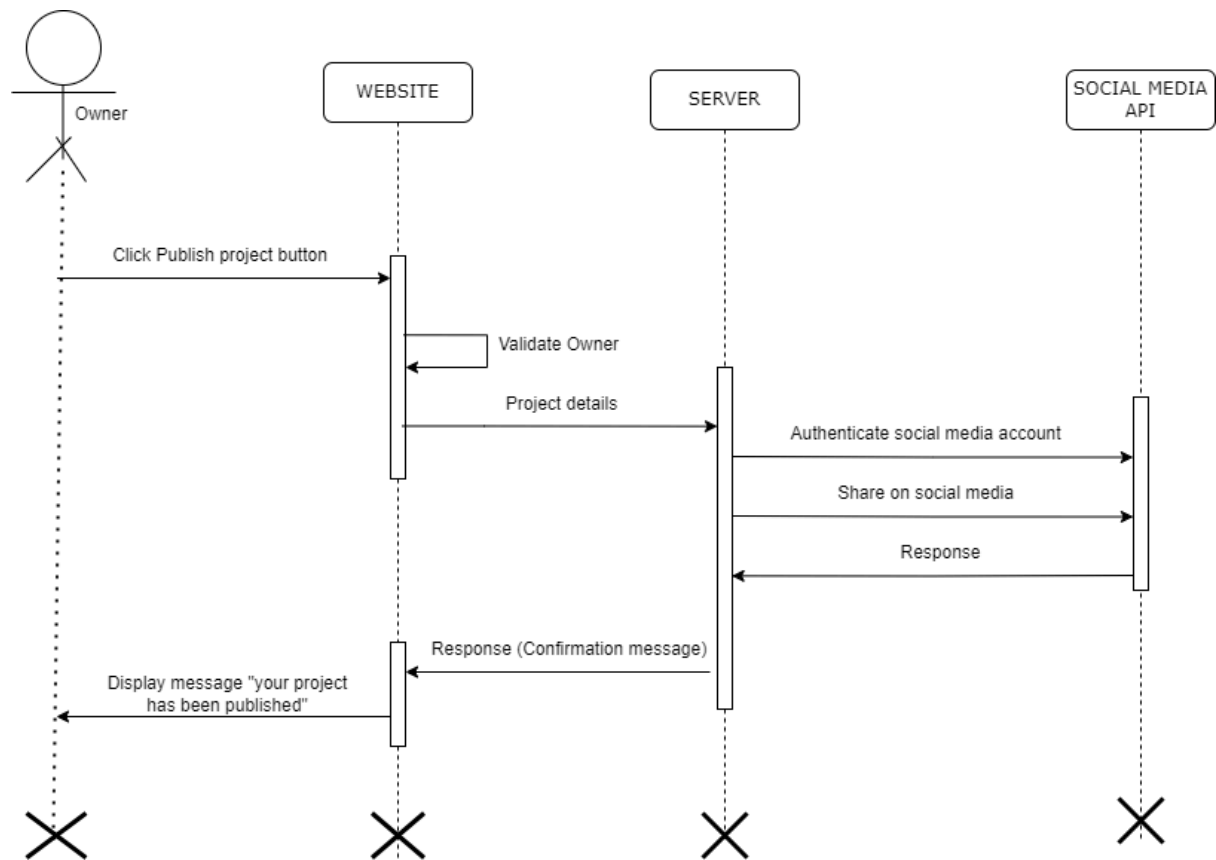 Owner
WEBSITE
SERVER
SOCIAL MEDIA
API
Click Publish project button
Validate Owner
Project details
Authenticate social media account
Share on social media
Response
Response (Confirmation message)
Display message "your project
has been published"